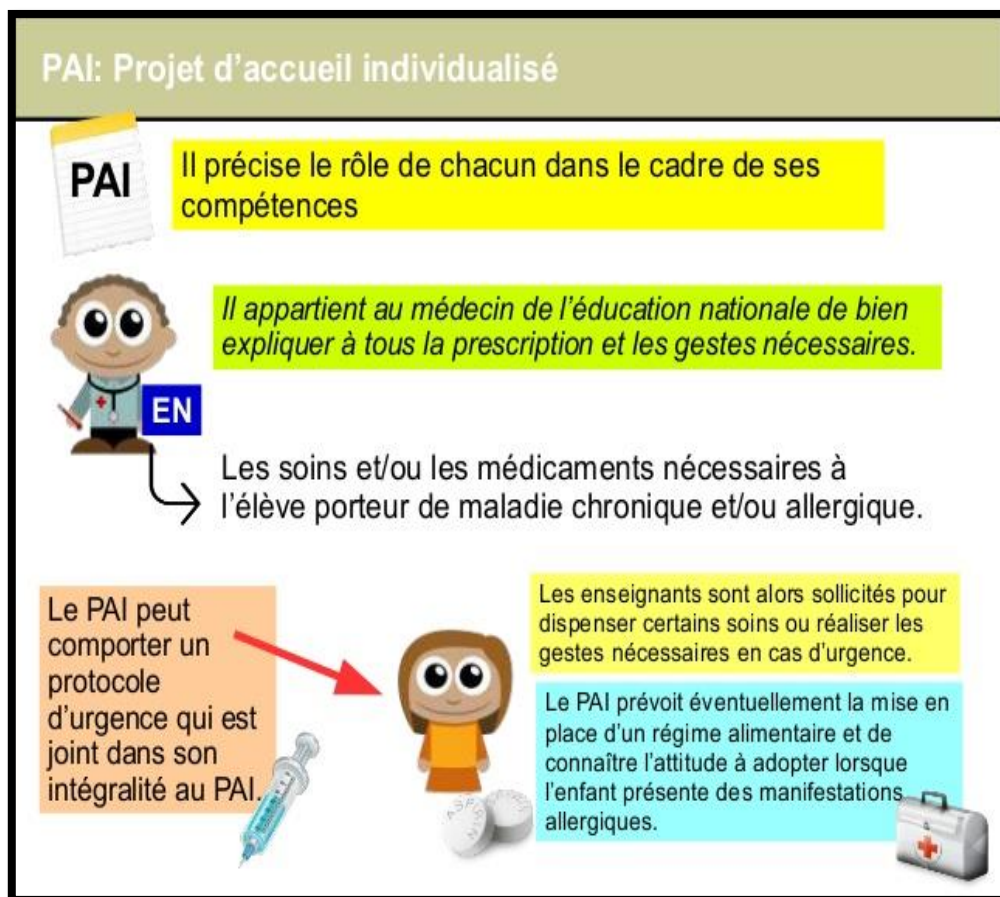 PAI: Projet d'accueil individualisé
PAI
Il précise le rôle de chacun dans le cadre de ses
compétences
Il appartient au médecin de l'éducation nationale de bien
expliquer à tous la prescription et les gestes nécessaires.
EN
Les soins et/ou les médicaments nécessaires à
l'élève porteur de maladie chronique et/ou allergique.
Le PAI peut
comporter un
protocole
d'urgence qui est
joint dans son
intégralité au PAI.
Les enseignants sont alors sollicités pour
dispenser certains soins ou réaliser les
gestes nécessaires en cas d'urgence.
Le PAI prévoit éventuellement la mise en
place d'un régime alimentaire et de
connaître l'attitude à adopter lorsque
l'enfant présente des manifestations
allergiques.